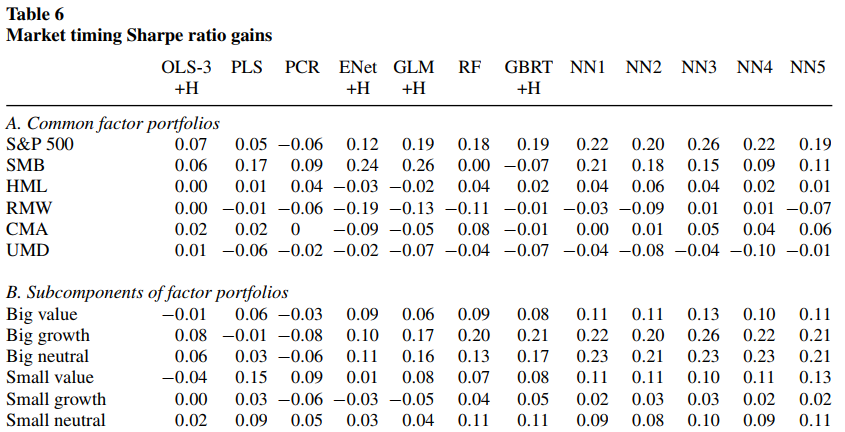 Table 6
Market timing Sharpe ratio gains
OLS-3 PLS PCR ENet GLM RF GBRT NN1 NN2 NN3 NN4 NN5
+H +H +H +H
A. Common factor portfolios
S&P 500 0.07 0.05 −0.06 0.12 0.19 0.18 0.19 0.22 0.20 0.26 0.22 0.19
SMB 0.06 0.17 0.09 0.24 0.26 0.00 −0.07 0.21 0.18 0.15 0.09 0.11
HML 0.00 0.01 0.04 −0.03 −0.02 0.04 0.02 0.04 0.06 0.04 0.02 0.01
RMW 0.00 −0.01 −0.06 −0.19 −0.13 −0.11 −0.01 −0.03 −0.09 0.01 0.01 −0.07
CMA 0.02 0.02 0 −0.09 −0.05 0.08 −0.01 0.00 0.01 0.05 0.04 0.06
UMD 0.01 −0.06 −0.02 −0.02 −0.07 −0.04 −0.07 −0.04 −0.08 −0.04 −0.10 −0.01
B. Subcomponents of factor portfolios
Big value −0.01 0.06 −0.03 0.09 0.06 0.09 0.08 0.11 0.11 0.13 0.10 0.11
Big growth 0.08 −0.01 −0.08 0.10 0.17 0.20 0.21 0.22 0.20 0.26 0.22 0.21
Big neutral 0.06 0.03 −0.06 0.11 0.16 0.13 0.17 0.23 0.21 0.23 0.23 0.21
Small value −0.04 0.15 0.09 0.01 0.08 0.07 0.08 0.11 0.11 0.10 0.11 0.13
Small growth 0.00 0.03 −0.06 −0.03 −0.05 0.04 0.05 0.02 0.03 0.03 0.02 0.02
Small neutral 0.02 0.09 0.05 0.03 0.04 0.11 0.11 0.09 0.08 0.10 0.09 0.11